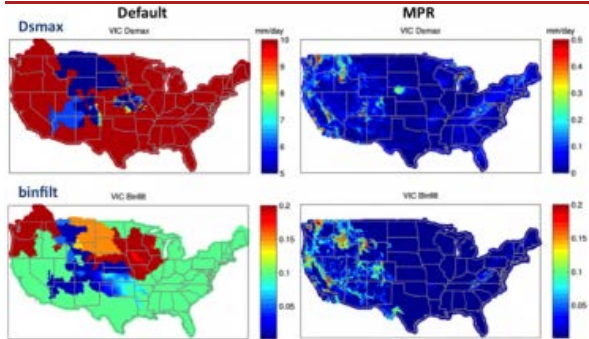 Default
MPR
Dsmax
mm/day
mm/day
VIC Dsmax
VIC Dsmax
10
9
8
7
6
5
0.5
0.4
0.3
0.2
0.1
0
binfilt
VIC Binfilt
VIC Binfilt
0.2
0.15
0.1
0.05
0.2
0.15
0.1
0.05